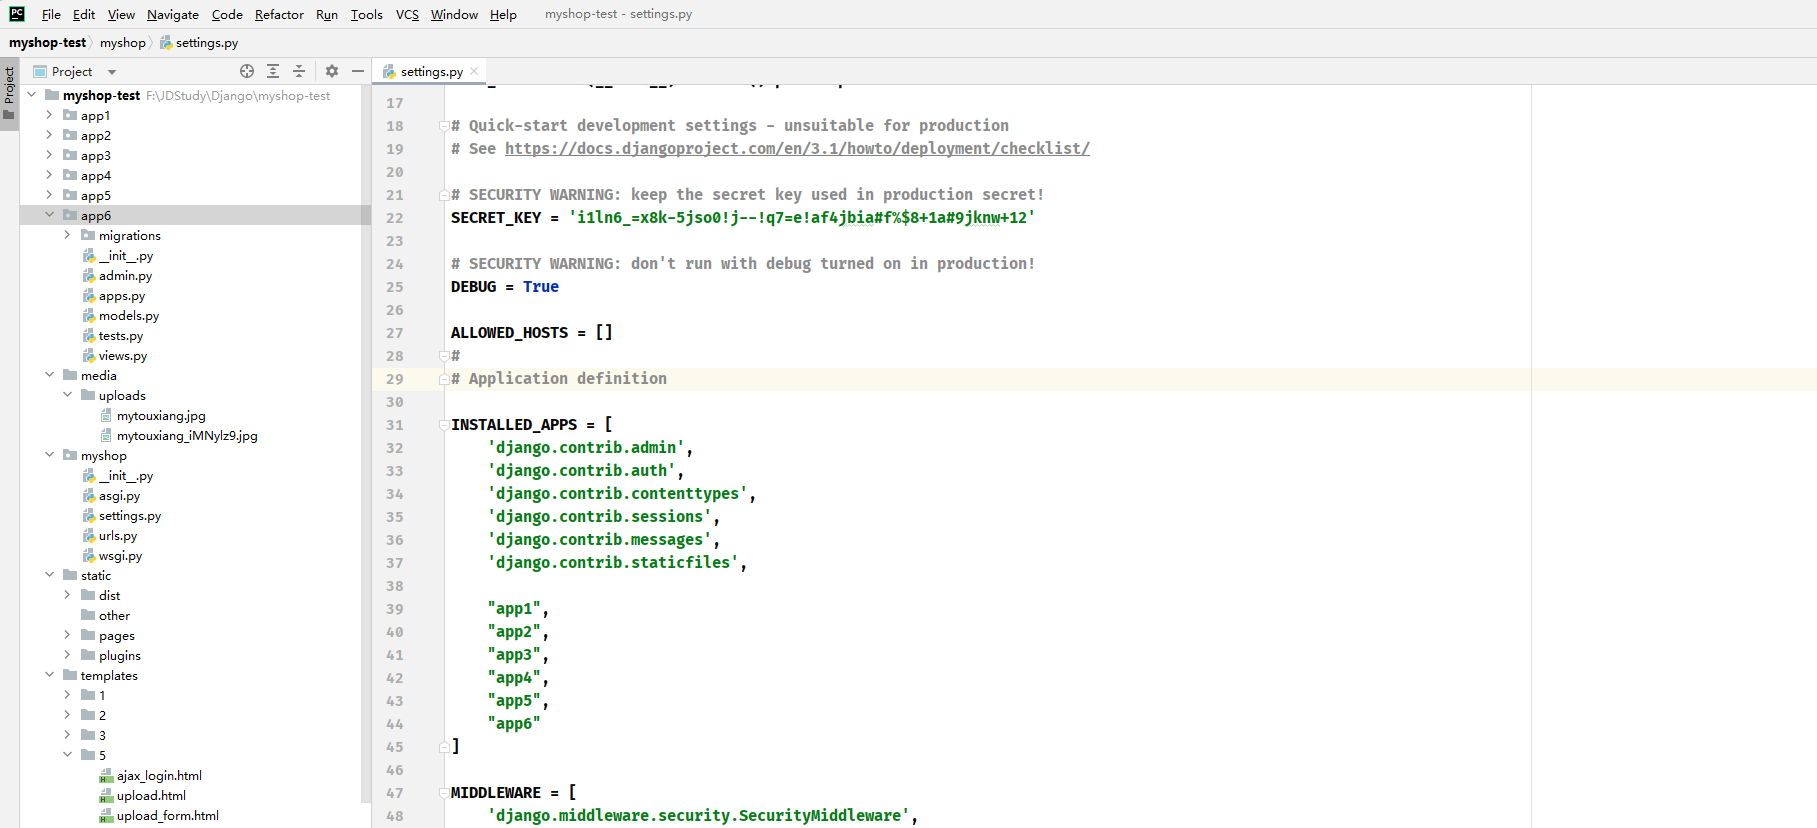 PC File Edit View Navigate Code Refactor Run Tools VCS Window Help myshop-test - settings.py
myshop-test myshop settings.py
Project
Project
settings.py
myshop-test F:\JDStudy\Django\myshop-test
app1
app2
app3
app4
app5
app6
migrations
__init__.py
admin.py
apps.py
models.py
tests.py
views.py
media
uploads
mytouxiang.jpg
mytouxiang_iMNylz9.jpg
myshop
__init__.py
asgi.py
settings.py
urls.py
wsgi.py
static
dist
other
pages
plugins
templates
1
2
3
5
ajax_login.html
upload.html
upload_form.html
17
18 # Quick-start development settings - unsuitable for production
19 # See https://docs.djangoproject.com/en/3.1/howto/deployment/checklist/
20
21 # SECURITY WARNING: keep the secret key used in production secret!
22 SECRET_KEY = 'i1ln6_=x8k-5jso0!j--!q7=e!af4jbia#f%$8+1a#9jknw+12'
23
24 # SECURITY WARNING: don't run with debug turned on in production!
25 DEBUG = True
26
27 ALLOWED_HOSTS = []
28 #
29 # Application definition
30
31 INSTALLED_APPS = [
32 'django.contrib.admin',
33 'django.contrib.auth',
34 'django.contrib.contenttypes',
35 'django.contrib.sessions',
36 'django.contrib.messages',
37 'django.contrib.staticfiles',
38
39 "app1",
40 "app2",
41 "app3",
42 "app4",
43 "app5",
44 "app6"
45 ]
46
47 MIDDLEWARE = [
48 'django.middleware.security.SecurityMiddleware',